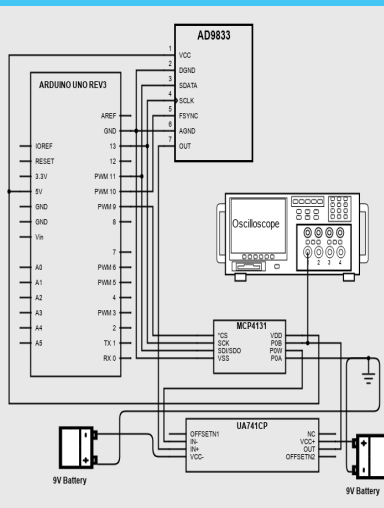 AD9833
1 VCC
2 DGND
3 SDATA
4 SCLK
5 FSYNC
6 AGND
7 OUT
ARDUINO UNO REV3
AREF
GND
IOREF 13
RESET 12
3.3V PWM 11
5V PWM 10
GND PWM 9
GND 8
Vin
7
A0 PWM 6
A1 PWM 5
A2 4
A3 PWM 3
A4 2
A5 TX 1
RX 0
Oscilloscope
1 2 3 4
MCP4131
*CS VDD
SCK P0B
SDI/SDO P0W
VSS P0A
UA741CP
OFFSETN1 NC
IN- VCC+
IN+ OUT
VCC- OFFSETN2
- +
9V Battery
+ -
9V Battery